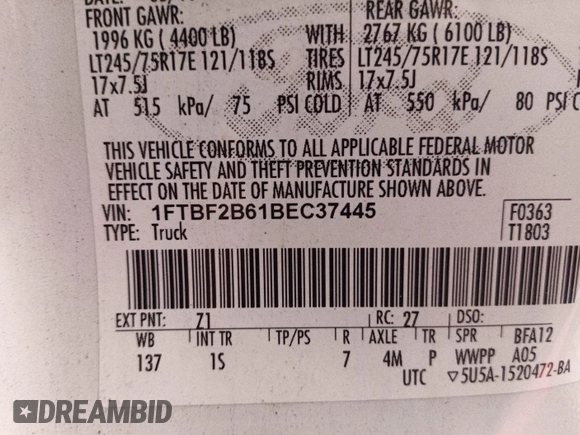 FRONT GAWR:
REAR GAWR:
1996 KG ( 4400 LB) WITH 2767 KG ( 6100 LB)
LT245/75R17E 121/118S TIRES LT245/75R17E 121/118S
17x7.5J RIMS 17x7.5J
AT 515 kPa/ 75 PSI COLD AT 550 kPa/ 80 PSI
THIS VEHICLE CONFORMS TO ALL APPLICABLE FEDERAL MOTOR
VEHICLE SAFETY AND THEFT PREVENTION STANDARDS IN
EFFECT ON THE DATE OF MANUFACTURE SHOWN ABOVE.
VIN: 1FTBF2B61BEC37445 F0363
TYPE: Truck T1803
EXT PNT: Z1 RC: 27 DSO:
WB INT TR TP/PS R AXLE TR SPR BFA12
137 1S 7 4M P WWPP A05
UTC ▽5U5A-1520472-BA
DREAMBID